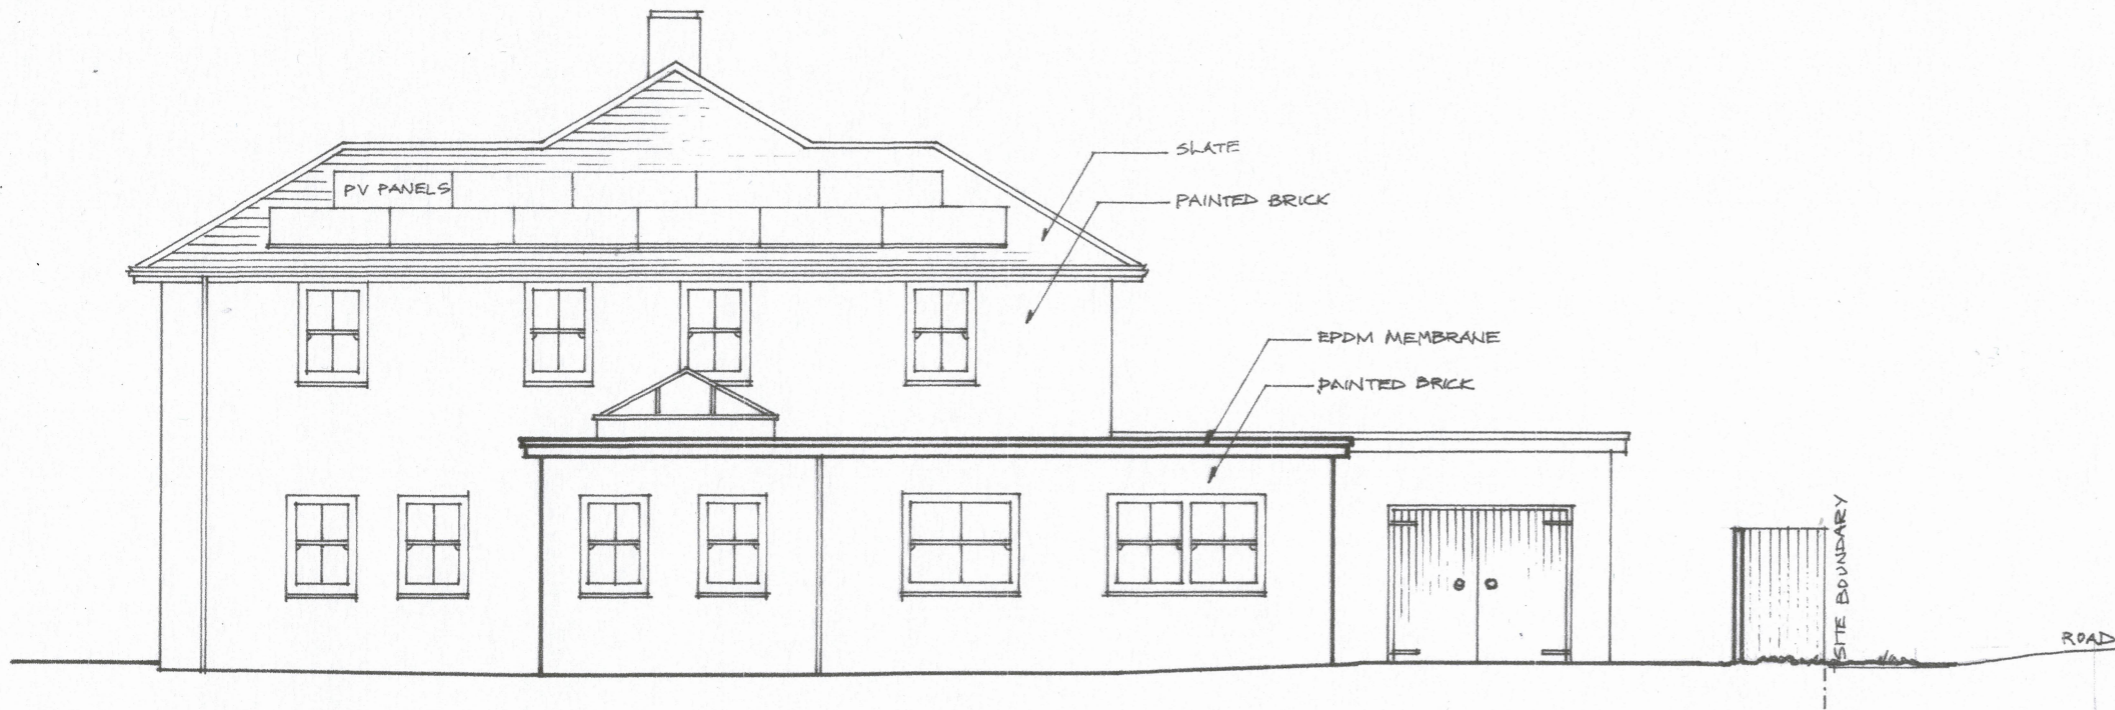 SLATE
PV PANELS
PAINTED BRICK
EPDM MEMBRANE
PAINTED BRICK
SITE BOUNDARY
ROAD